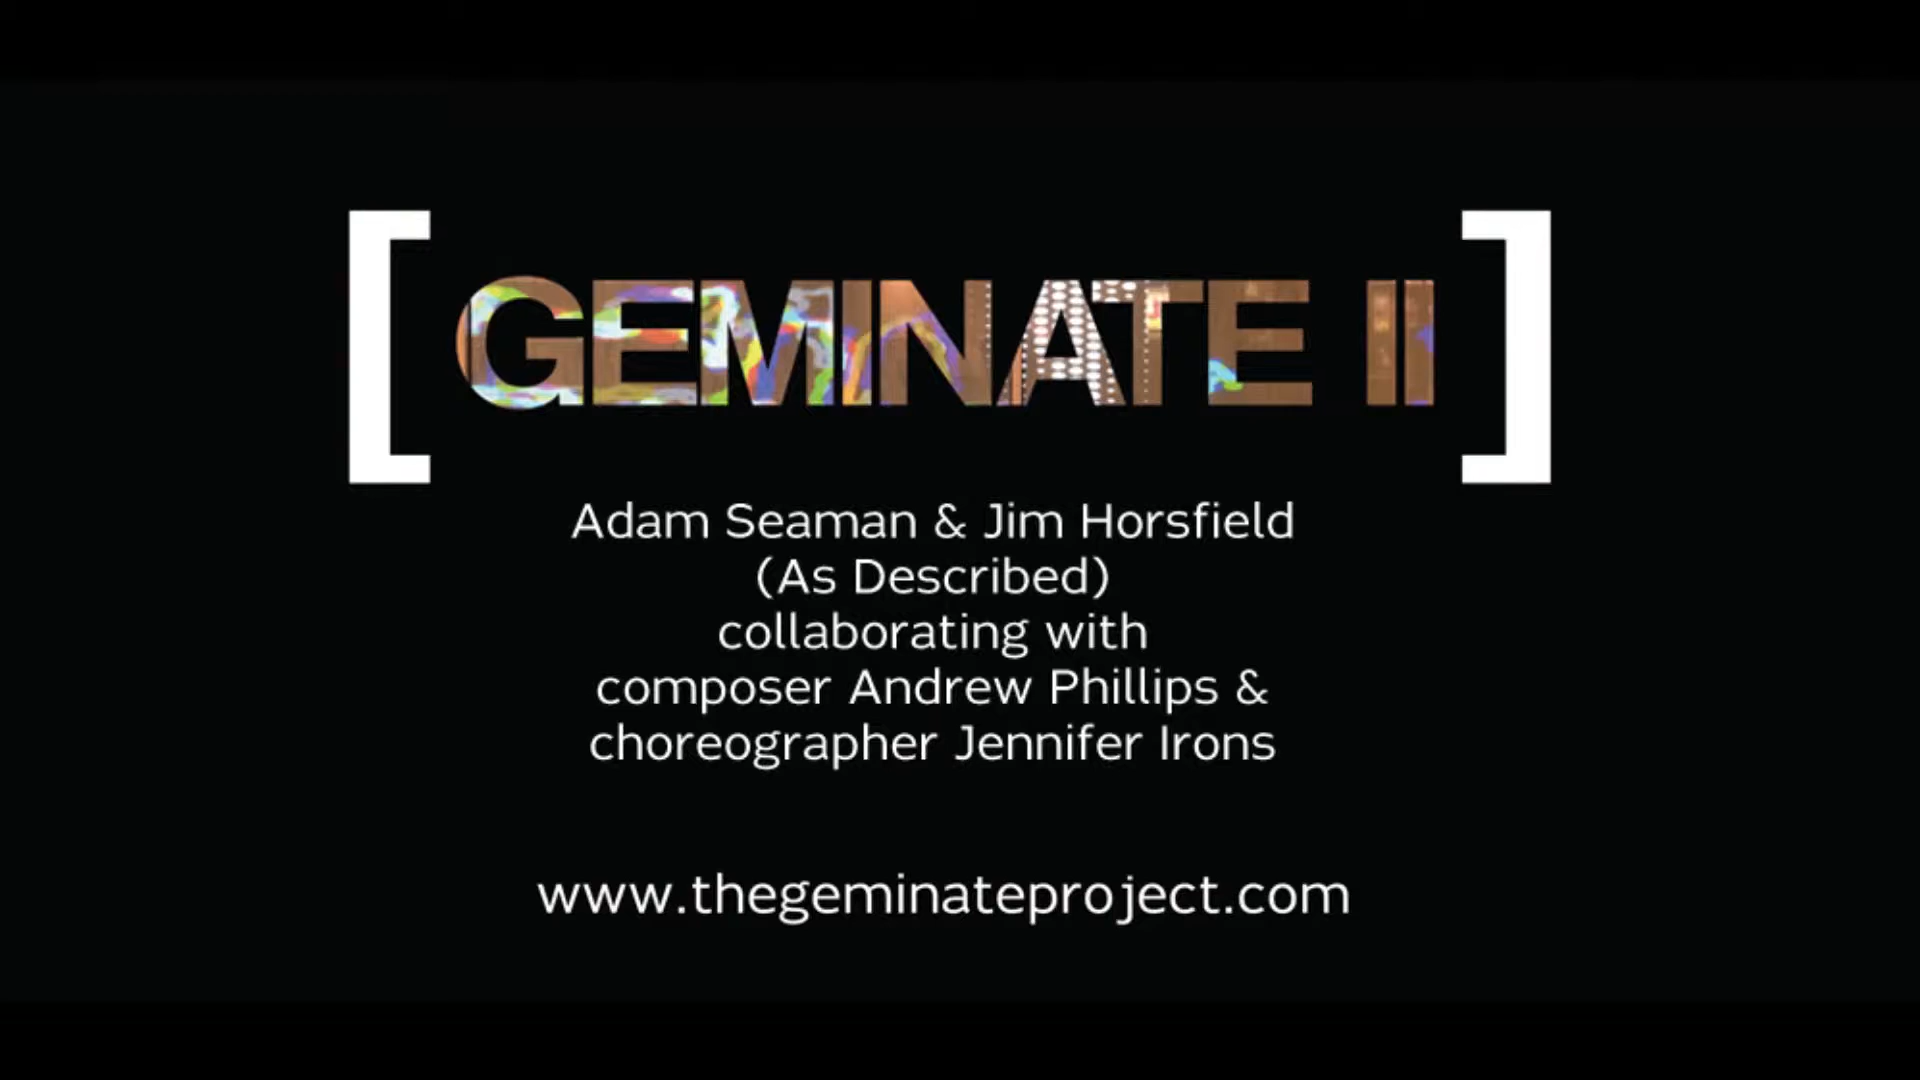 [GEMINATE II]
Adam Seaman & Jim Horsfield
(As Described)
collaborating with
composer Andrew Phillips &
choreographer Jennifer Irons
www.thegeminateproject.com